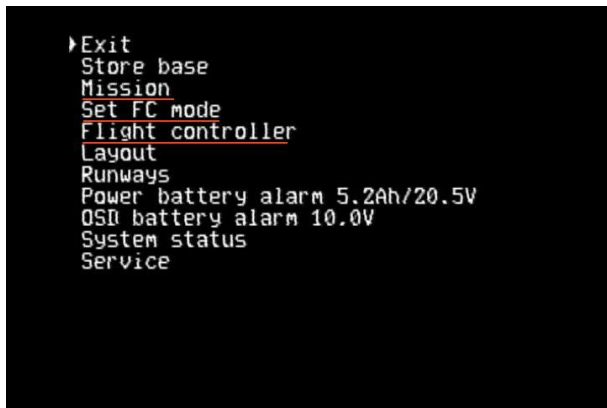 Exit
Store base
Mission
Set FC mode
Flight controller
Layout
Runways
Power battery alarm 5.2Ah/20.5V
OSD battery alarm 10.0V
System status
Service